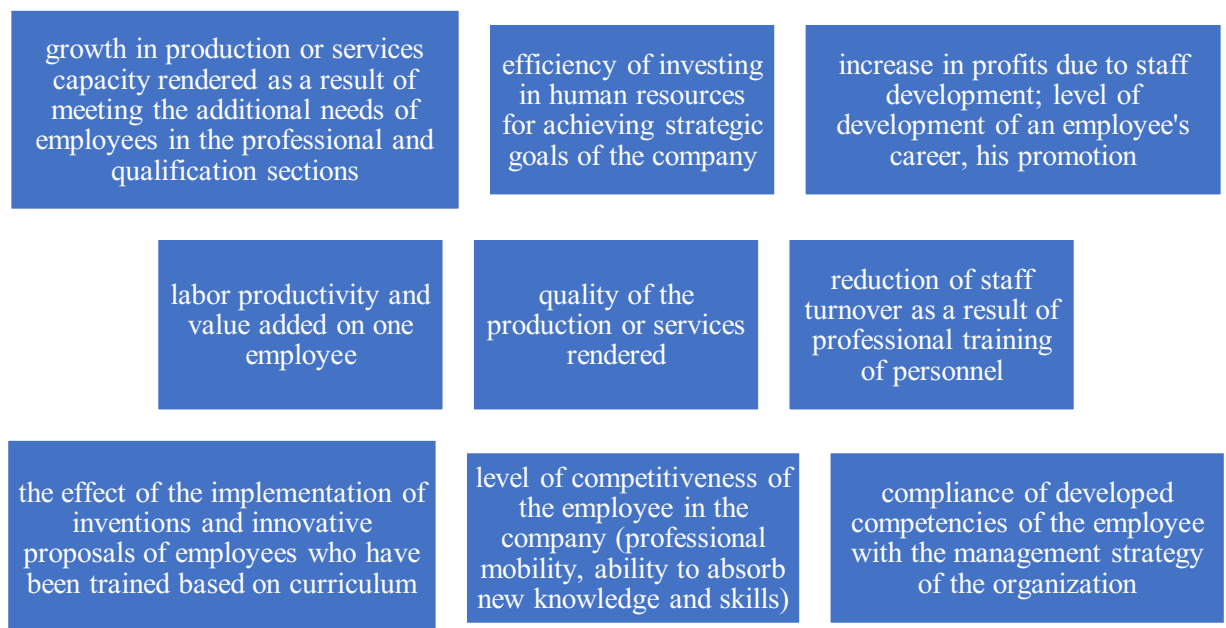 growth in production or services
capacity rendered as a result of
meeting the additional needs of
employees in the professional and
qualification sections
efficiency of investing
in human resources
for achieving strategic
goals of the company
increase in profits due to staff
development; level of
development of an employee's
career, his promotion
labor productivity and
value added on one
employee
quality of the
production or services
rendered
reduction of staff
turnover as a result of
professional training
of personnel
the effect of the implementation of
inventions and innovative
proposals of employees who have
been trained based on curriculum
level of competitiveness of
the employee in the
company (professional
mobility, ability to absorb
new knowledge and skills)
compliance of developed
competencies of the employee
with the management strategy
of the organization